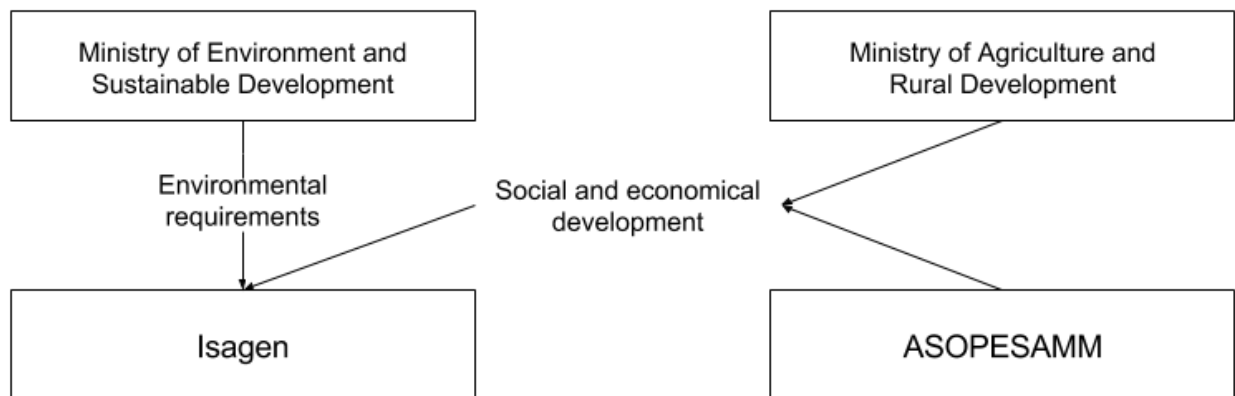 Ministry of Environment and
Sustainable Development
Ministry of Agriculture and
Rural Development
Environmental
requirements
Social and economical
development
Isagen
ASOPESAMM